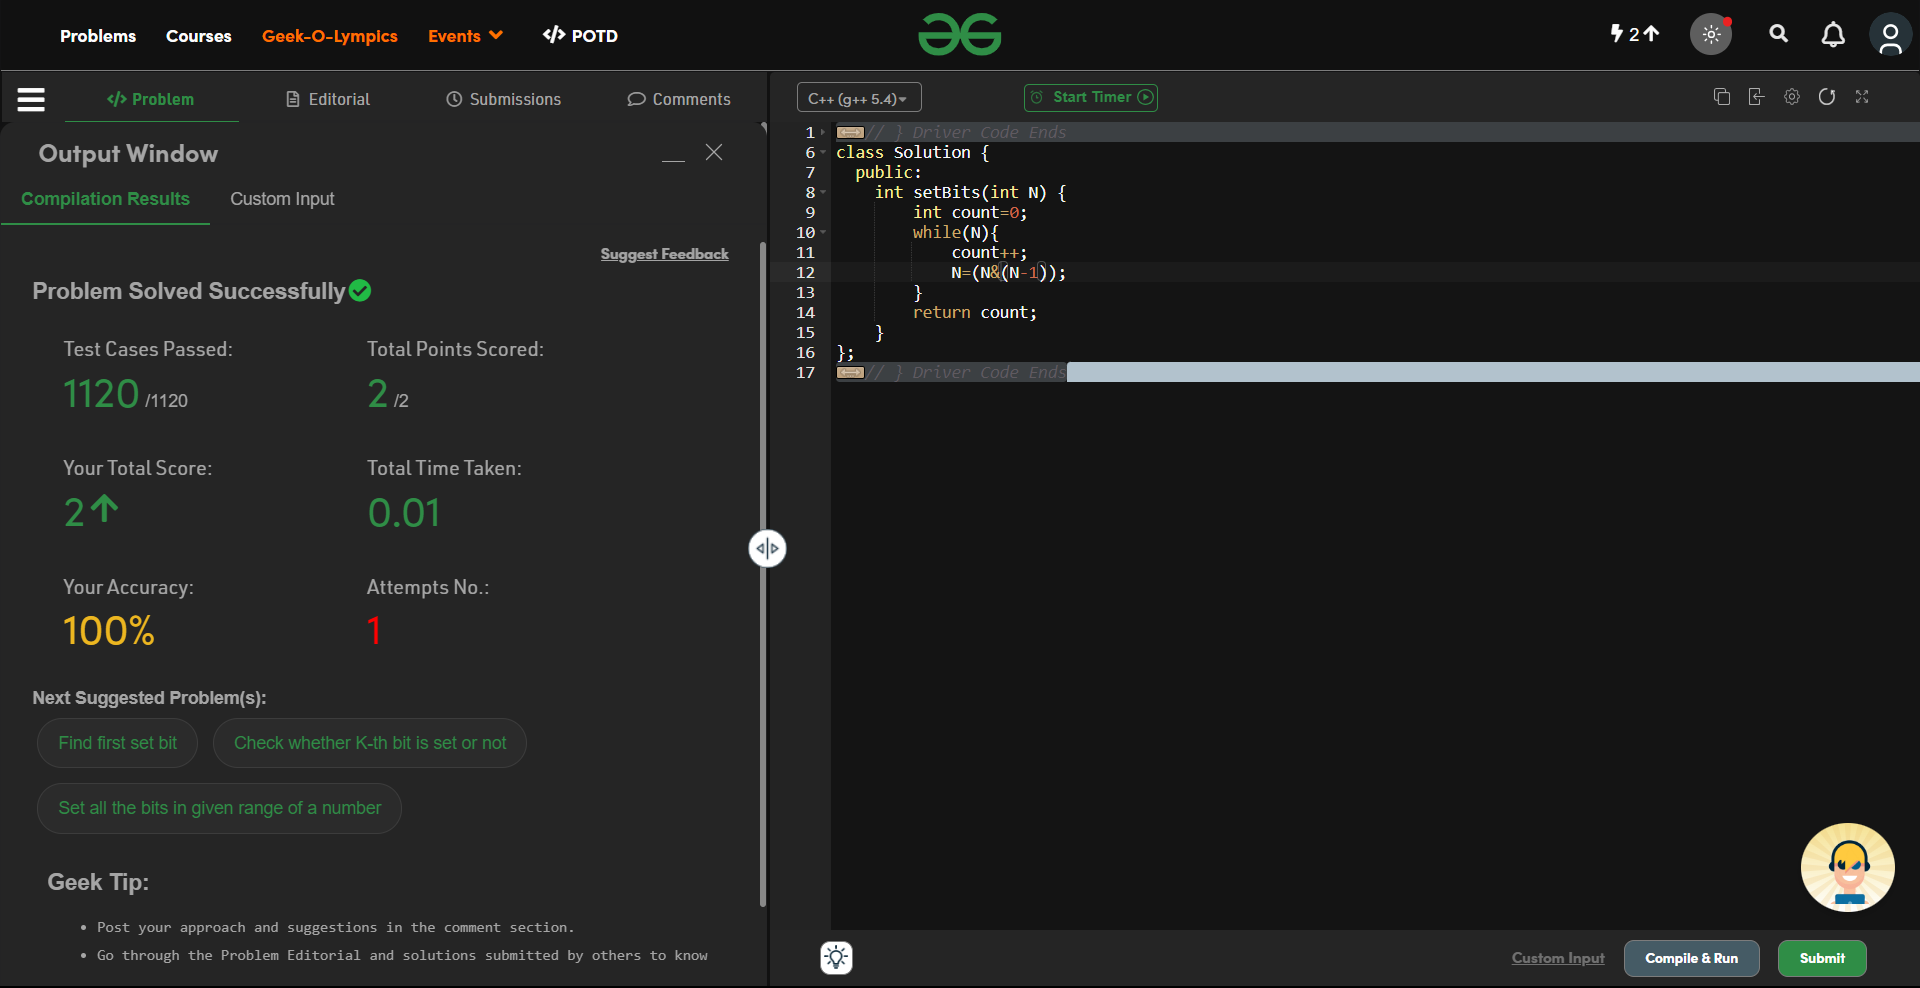 Problems Courses Geek-O-Lympics Events </> POTD 2
</> Problem Editorial Submissions Comments
Output Window
Compilation Results Custom Input
Suggest Feedback
Problem Solved Successfully
Test Cases Passed: Total Points Scored:
1120 /1120 2 /2
Your Total Score: Total Time Taken:
2 0.01
Your Accuracy: Attempts No.:
100% 1
Next Suggested Problem(s):
Find first set bit Check whether K-th bit is set or not
Set all the bits in given range of a number
Geek Tip:
• Post your approach and suggestions in the comment section.
• Go through the Problem Editorial and solutions submitted by others to know
C++ (g++ 5.4) Start Timer
1 // } Driver Code Ends
6 class Solution {
7 public:
8 int setBits(int N) {
9 int count=0;
10 while(N){
11 count++;
12 N=(N&(N-1));
13 }
14 return count;
15 }
16 };
17 // } Driver Code Ends
Custom Input Compile & Run Submit